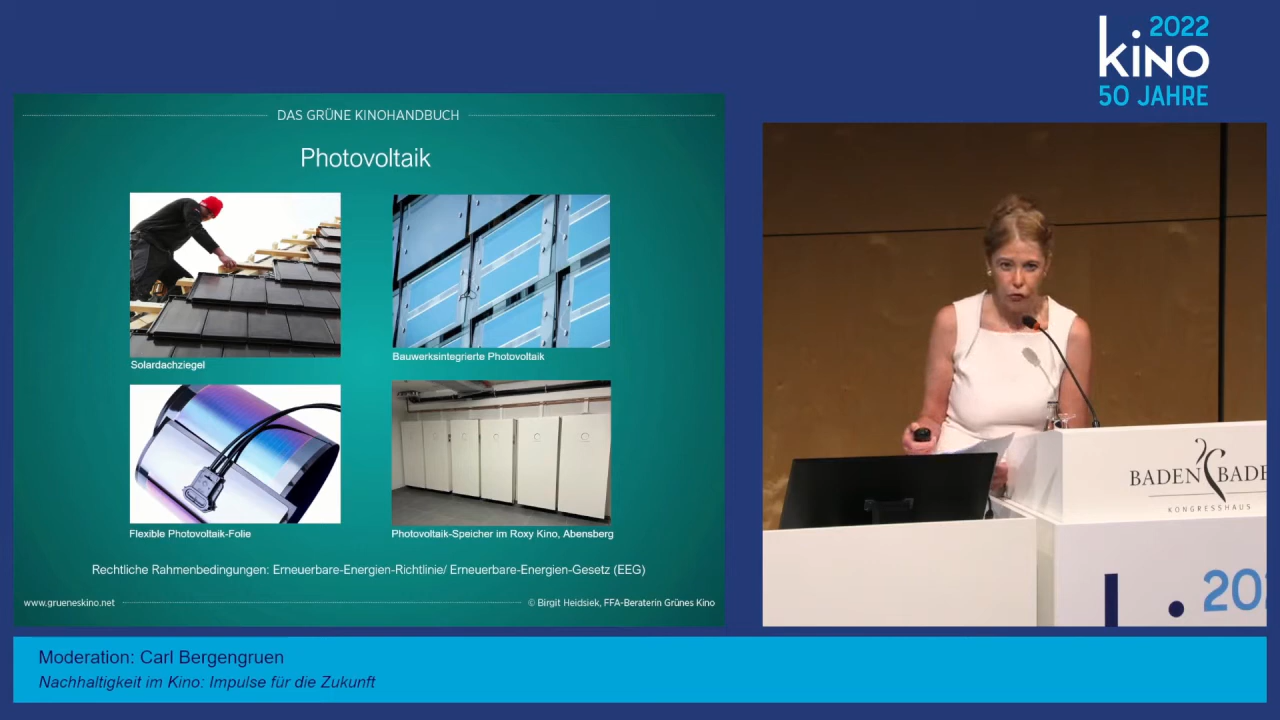 2022
kino
50 JAHRE
DAS GRÜNE KINOHANDBUCH
Photovoltaik
Solardachziegel
Bauwerksintegrierte Photovoltaik
Flexible Photovoltaik-Folie
Photovoltaik-Speicher im Roxy Kino, Abensberg
Rechtliche Rahmenbedingungen: Erneuerbare-Energien-Richtlinie/ Erneuerbare-Energien-Gesetz (EEG)
www.grueneskino.net
© Birgit Heidsiek, FFA-Beraterin Grünes Kino
BADEN BADE
KONGRESSHAUS
20
Moderation: Carl Bergengruen
Nachhaltigkeit im Kino: Impulse für die Zukunft